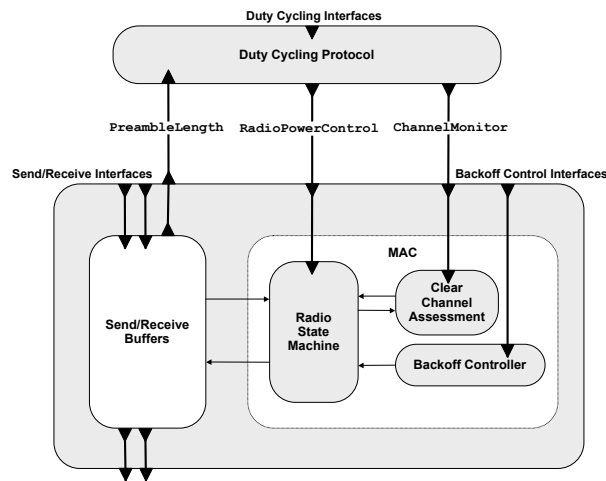 Duty Cycling Interfaces
Duty Cycling Protocol
PreambleLength
RadioPowerControl
ChannelMonitor
Send/Receive Interfaces
Backoff Control Interfaces
MAC
Send/Receive
Buffers
Radio
State
Machine
Clear
Channel
Assessment
Backoff Controller